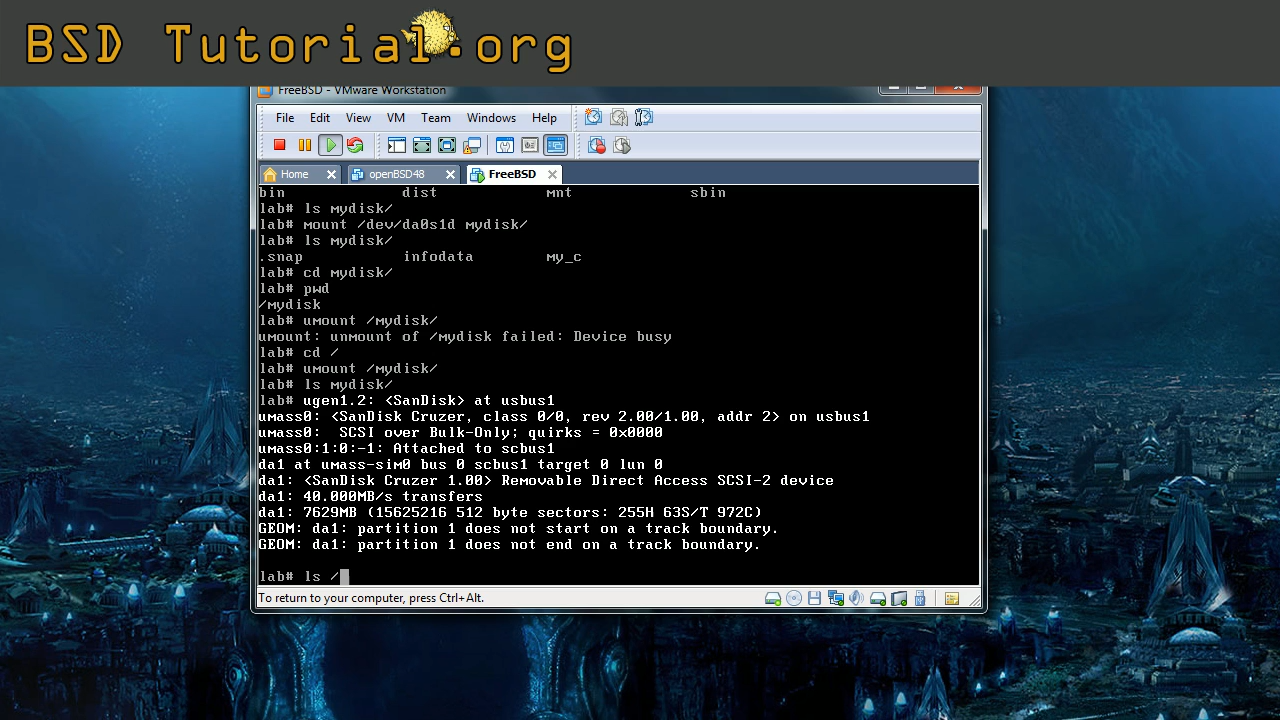 BSD Tutorial.org
FreeBSD - VMware Workstation
File Edit View VM Team Windows Help
Home openBSD48 FreeBSD
bin dist mnt sbin
lab# ls mydisk/
lab# mount /dev/da0s1d mydisk/
lab# ls mydisk/
.snap infodata my_c
lab# cd mydisk/
lab# pwd
/mydisk
lab# umount /mydisk/
umount: unmount of /mydisk failed: Device busy
lab# cd /
lab# umount /mydisk/
lab# ls mydisk/
lab# ugen1.2: <SanDisk> at usbus1
umass0: <SanDisk Cruzer, class 0/0, rev 2.00/1.00, addr 2> on usbus1
umass0:  SCSI over Bulk-Only; quirks = 0x0000
umass0:1:0:-1: Attached to scbus1
da1 at umass-sim0 bus 0 scbus1 target 0 lun 0
da1: <SanDisk Cruzer 1.00> Removable Direct Access SCSI-2 device
da1: 40.000MB/s transfers
da1: 7629MB (15625216 512 byte sectors: 255H 63S/T 972C)
GEOM: da1: partition 1 does not start on a track boundary.
GEOM: da1: partition 1 does not end on a track boundary.
lab# ls /
To return to your computer, press Ctrl+Alt.